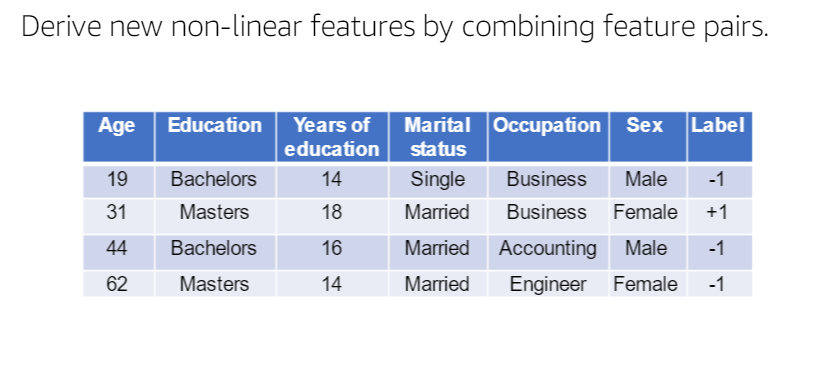 Derive new non-linear features by combining feature pairs.
Age Education Years of education Marital status Occupation Sex Label
19 Bachelors 14 Single Business Male -1
31 Masters 18 Married Business Female +1
44 Bachelors 16 Married Accounting Male -1
62 Masters 14 Married Engineer Female -1